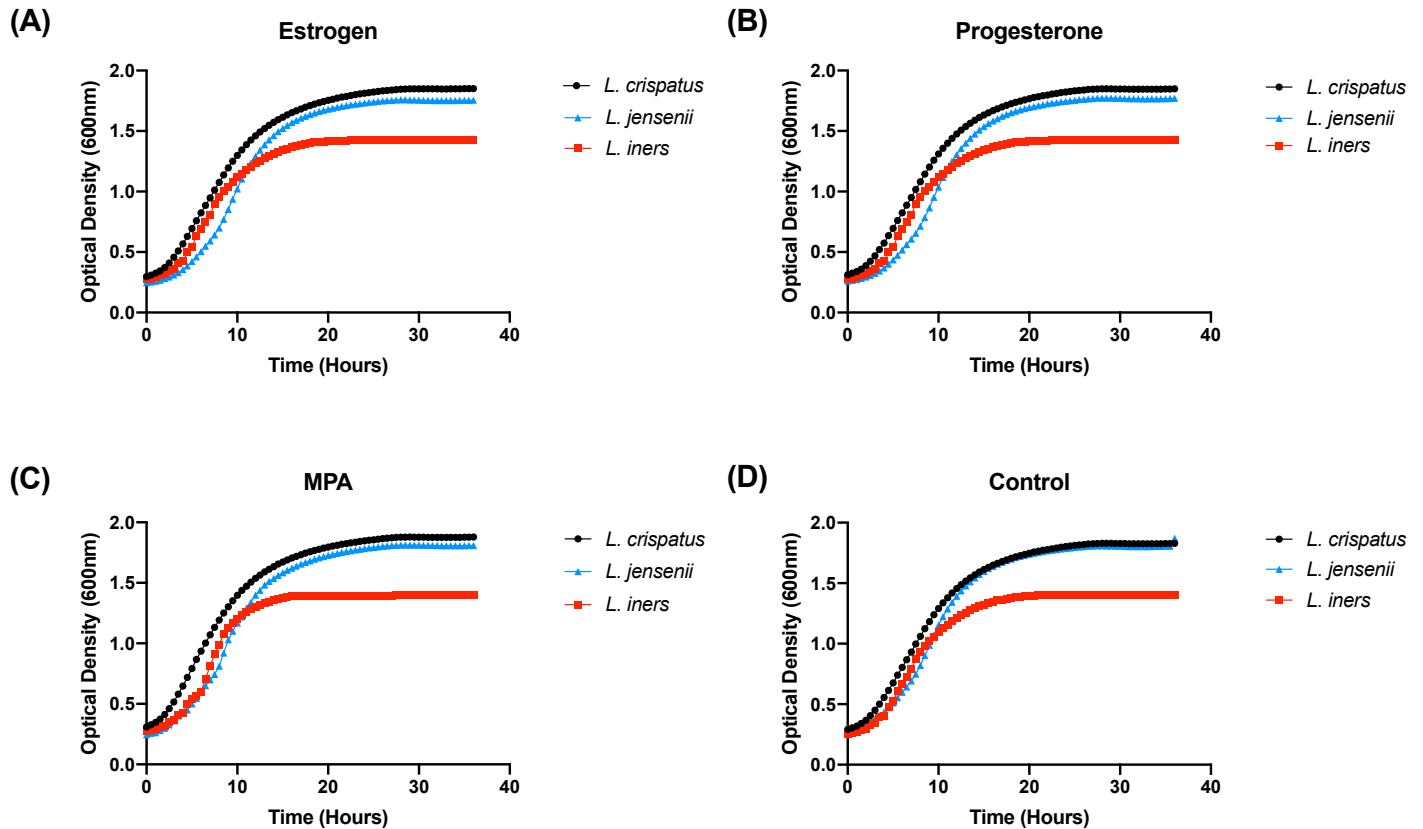 (A)
Estrogen
2.0
1.5
1.0
0.5
0.0
0 10 20 30 40
Optical Density (600nm)
Time (Hours)
L. crispatus
L. jensenii
L. iners
(B)
Progesterone
2.0
1.5
1.0
0.5
0.0
0 10 20 30 40
Optical Density (600nm)
Time (Hours)
L. crispatus
L. jensenii
L. iners
(C)
MPA
2.0
1.5
1.0
0.5
0.0
0 10 20 30 40
Optical Density (600nm)
Time (Hours)
L. crispatus
L. jensenii
L. iners
(D)
Control
2.0
1.5
1.0
0.5
0.0
0 10 20 30 40
Optical Density (600nm)
Time (Hours)
L. crispatus
L. jensenii
L. iners